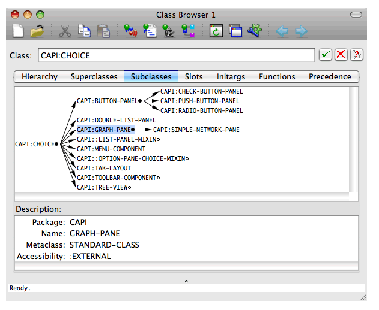 Class Browser 1
Class: CAPI:CHOICE
Hierarchy Superclasses Subclasses Slots Initargs Functions Precedence
CAPI:CHECK-BUTTON-PANEL
CAPI:BUTTON-PANEL CAPI:PUSH-BUTTON-PANEL
CAPI:RADIO-BUTTON-PANEL
CAPI:DOUBLE-LIST-PANEL
CAPI:GRAPH-PANE CAPI:SIMPLE-NETWORK-PANE
CAPI:CHOICE CAPI::LIST-PANEL-MIXIN
CAPI:MENU-COMPONENT
CAPI::OPTION-PANE-CHOICE-MIXIN
CAPI:TAB-LAYOUT
CAPI:TOOLBAR-COMPONENT
CAPI:TREE-VIEW
Description:
Package: CAPI
Name: GRAPH-PANE
Metaclass: STANDARD-CLASS
Accessibility: :EXTERNAL
Ready.